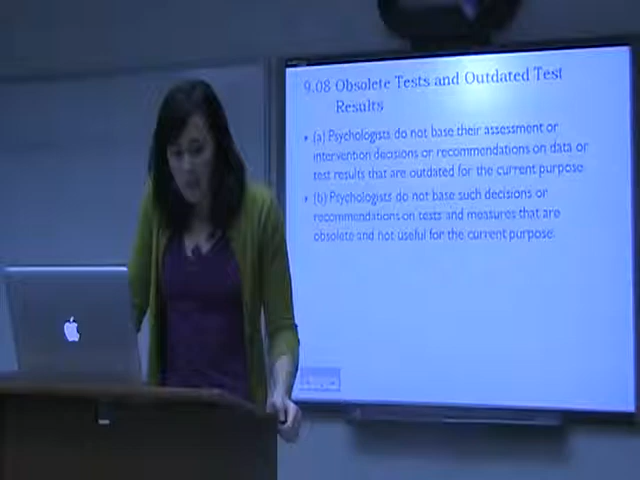 9.08 Obsolete Tests and Outdated Test
Results
• (a) Psychologists do not base their assessment or
intervention decisions or recommendations on data or
test results that are outdated for the current purpose
• (b) Psychologists do not base such decisions or
recommendations on tests and measures that are
obsolete and not useful for the current purpose.